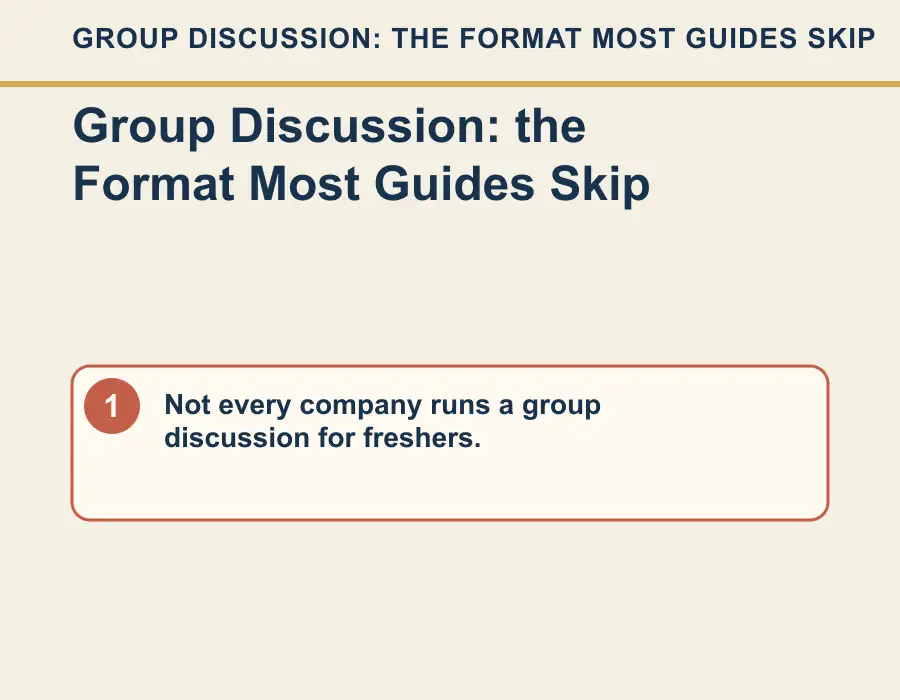 GROUP DISCUSSION: THE FORMAT MOST GUIDES SKIP
Group Discussion: the
Format Most Guides Skip
1
Not every company runs a group
discussion for freshers.